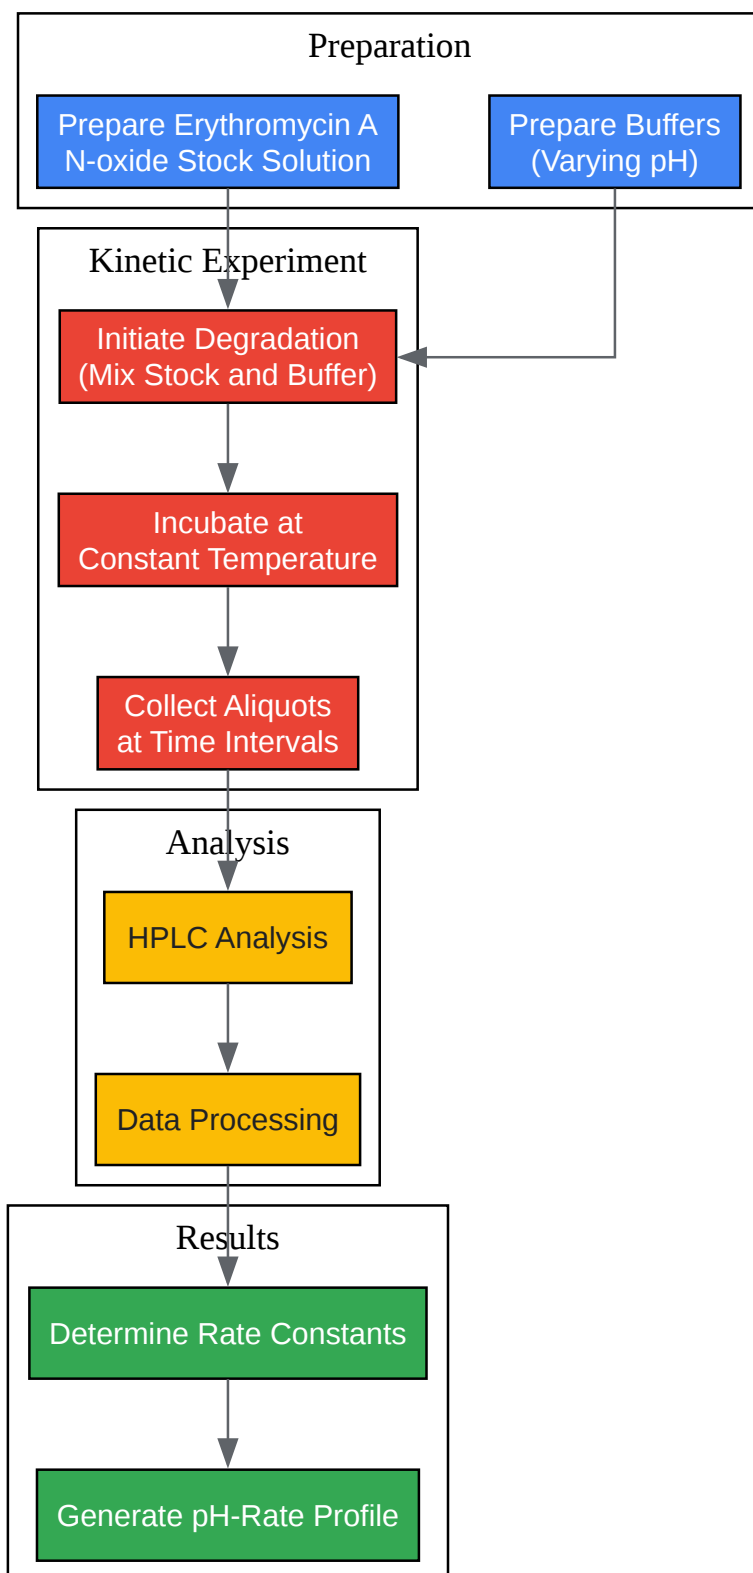 Preparation
Prepare Erythromycin A
N-oxide Stock Solution
Prepare Buffers
(Varying pH)
Kinetic Experiment
Initiate Degradation
(Mix Stock and Buffer)
Incubate at
Constant Temperature
Collect Aliquots
at Time Intervals
Analysis
HPLC Analysis
Data Processing
Results
Determine Rate Constants
Generate pH-Rate Profile